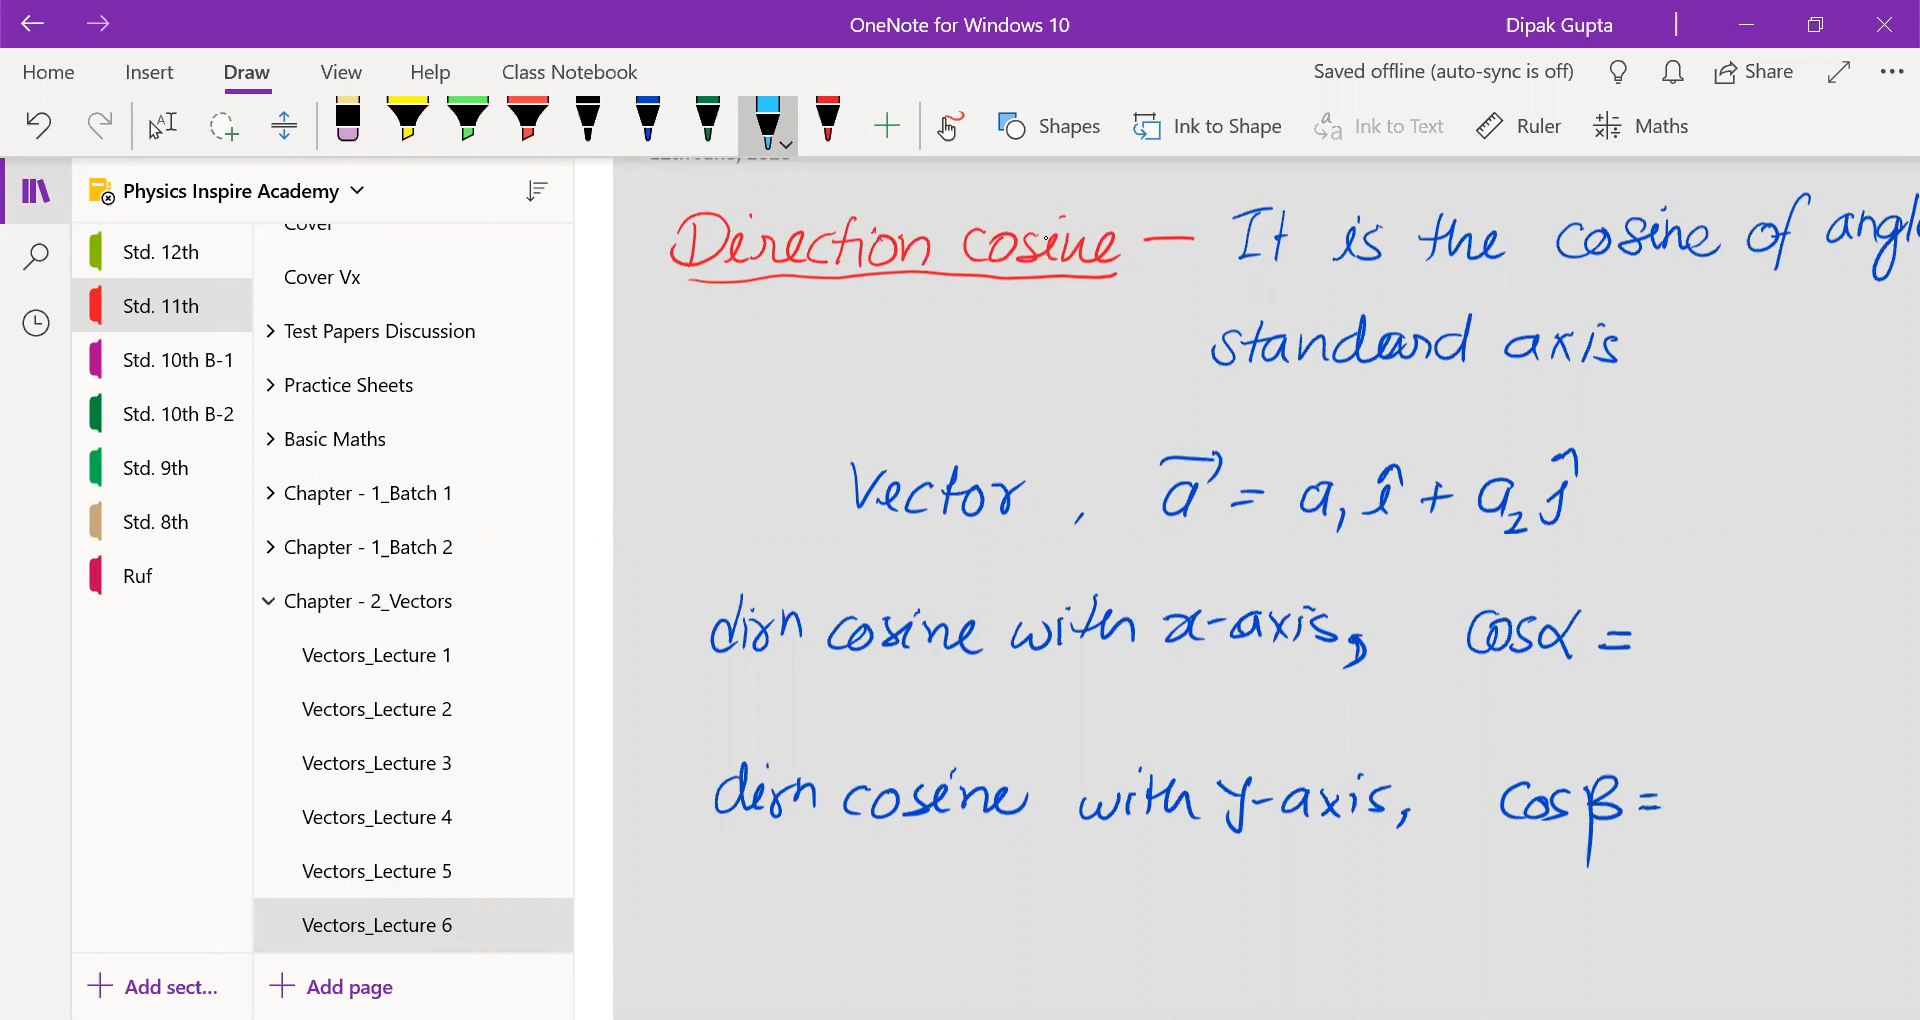 OneNote for Windows 10
Dipak Gupta
Home Insert Draw View Help Class Notebook
Saved offline (auto-sync is off) Share
Shapes Ink to Shape Ink to Text Ruler Maths
Physics Inspire Academy
Std. 12th
Std. 11th
Std. 10th B-1
Std. 10th B-2
Std. 9th
Std. 8th
Ruf
Add sect...
Cover
Cover Vx
Test Papers Discussion
Practice Sheets
Basic Maths
Chapter - 1_Batch 1
Chapter - 1_Batch 2
Chapter - 2_Vectors
Vectors_Lecture 1
Vectors_Lecture 2
Vectors_Lecture 3
Vectors_Lecture 4
Vectors_Lecture 5
Vectors_Lecture 6
Add page
Direction cosine — It is the cosine of angl
standard axis
Vector, a⃗ = a₁ î + a₂ ĵ
dirn cosine with x-axis, cosα =
dirn cosine with y-axis, cosβ =